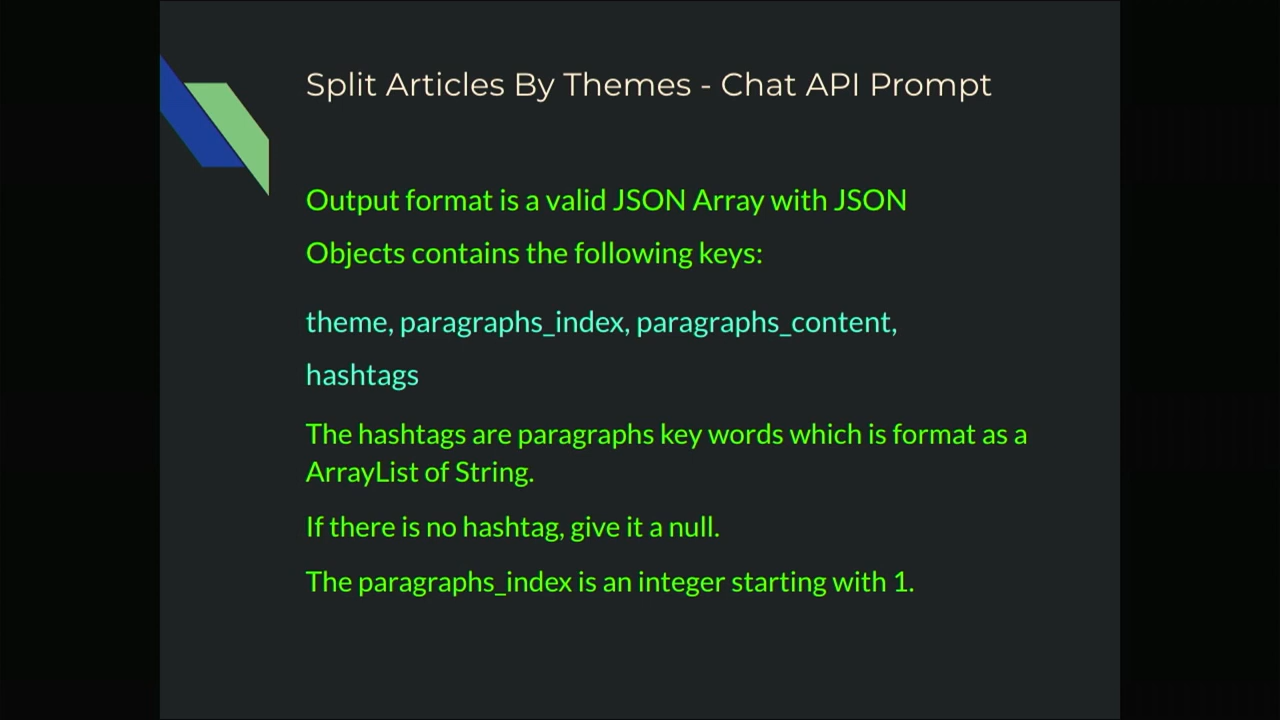 Split Articles By Themes - Chat API Prompt
Output format is a valid JSON Array with JSON
Objects contains the following keys:
theme, paragraphs_index, paragraphs_content,
hashtags
The hashtags are paragraphs key words which is format as a
ArrayList of String.
If there is no hashtag, give it a null.
The paragraphs_index is an integer starting with 1.